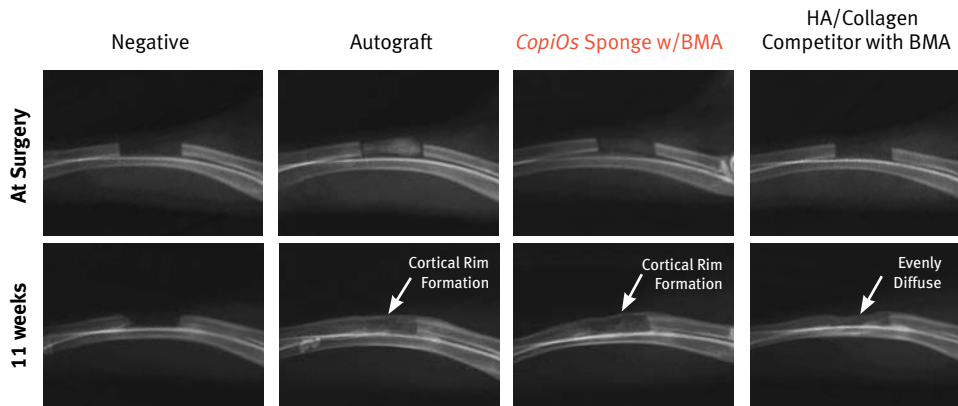 Negative
Autograft
CopiOs Sponge w/BMA
HA/Collagen
Competitor with BMA
At Surgery
11 weeks
Cortical Rim
Formation
Cortical Rim
Formation
Evenly
Diffuse